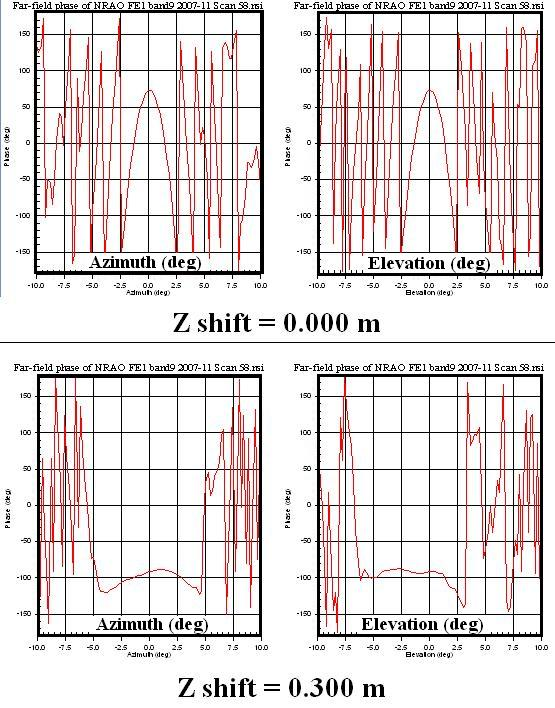 Far-field phase of NRAO FE1 band9 2007-11 Scan 58.nsi Far-field phase of NRAO FE1 band9 2007-11 Scan 58.nsi
150 150
100 100
50 50
Phase (deg) 0 Phase (deg) 0
-50 -50
-100 -100
-150 -150
Azimuth (deg) Elevation (deg)
-10.0 -7.5 -5.0 -2.5 0.0 2.5 5.0 7.5 10.0 -10.0 -7.5 -5.0 -2.5 0.0 2.5 5.0 7.5 10.0
Azimuth (deg) Elevation (deg)
Z shift = 0.000 m
Far-field phase of NRAO FE1 band9 2007-11 Scan 58.nsi Far-field phase of NRAO FE1 band9 2007-11 Scan 58.nsi
150 150
100 100
50 50
Phase (deg) 0 Phase (deg) 0
-50 -50
-100 -100
-150 -150
Azimuth (deg) Elevation (deg)
-10.0 -7.5 -5.0 -2.5 0.0 2.5 5.0 7.5 10.0 -10.0 -7.5 -5.0 -2.5 0.0 2.5 5.0 7.5 10.0
Azimuth (deg) Elevation (deg)
Z shift = 0.300 m